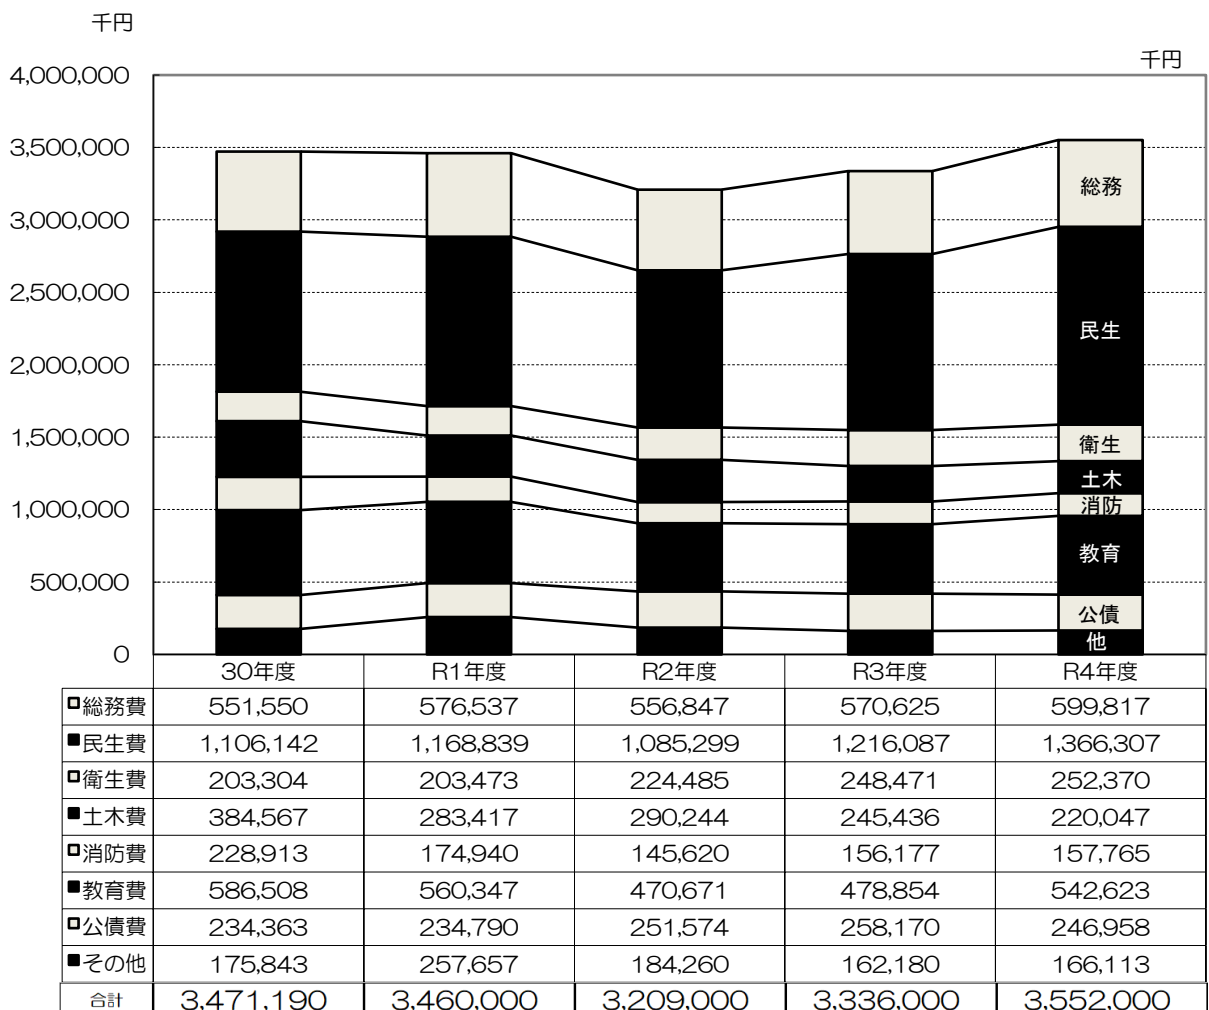 千円
千円
4,000,000
3,500,000
3,000,000
2,500,000
2,000,000
1,500,000
1,000,000
500,000
0
総務
民生
衛生
土木
消防
教育
公債
他
30年度 R1年度 R2年度 R3年度 R4年度
総務費 551,550 576,537 556,847 570,625 599,817
民生費 1,106,142 1,168,839 1,085,299 1,216,087 1,366,307
衛生費 203,304 203,473 224,485 248,471 252,370
土木費 384,567 283,417 290,244 245,436 220,047
消防費 228,913 174,940 145,620 156,177 157,765
教育費 586,508 560,347 470,671 478,854 542,623
公債費 234,363 234,790 251,574 258,170 246,958
その他 175,843 257,657 184,260 162,180 166,113
合計 3,471,190 3,460,000 3,209,000 3,336,000 3,552,000